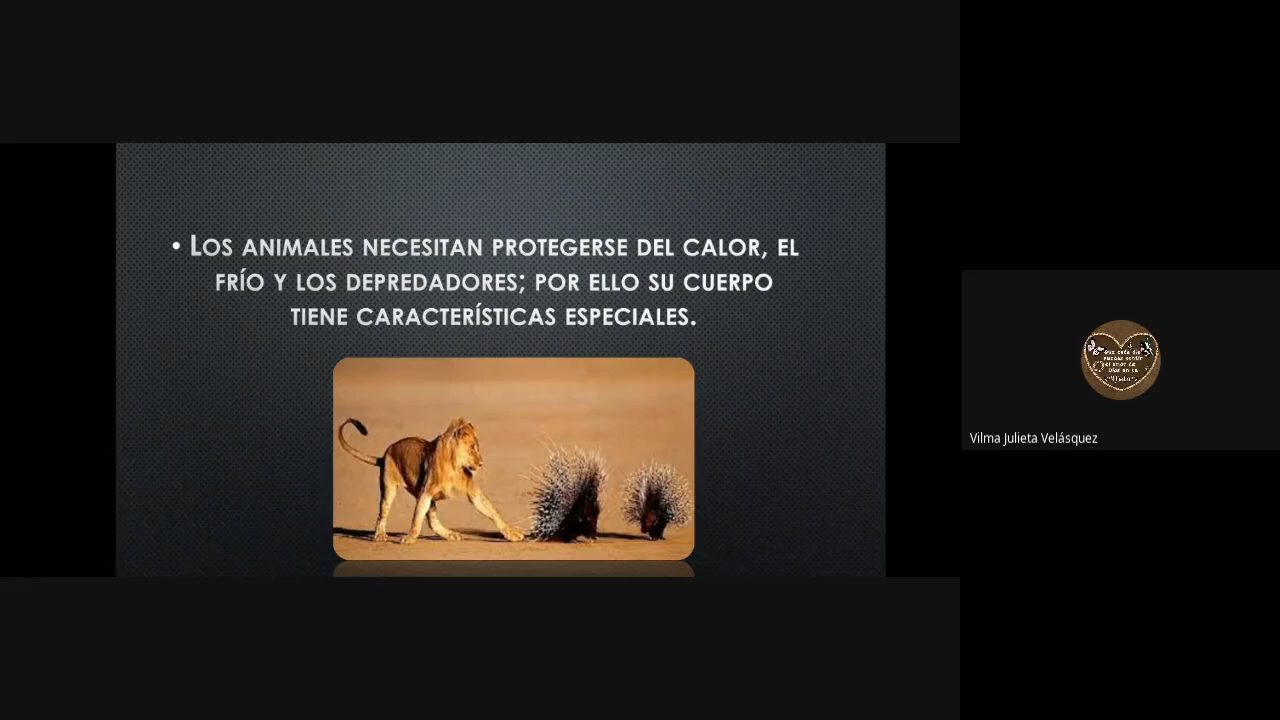 • Los animales necesitan protegerse del calor, el
frío y los depredadores; por ello su cuerpo
tiene características especiales.
Vilma Julieta Velásquez